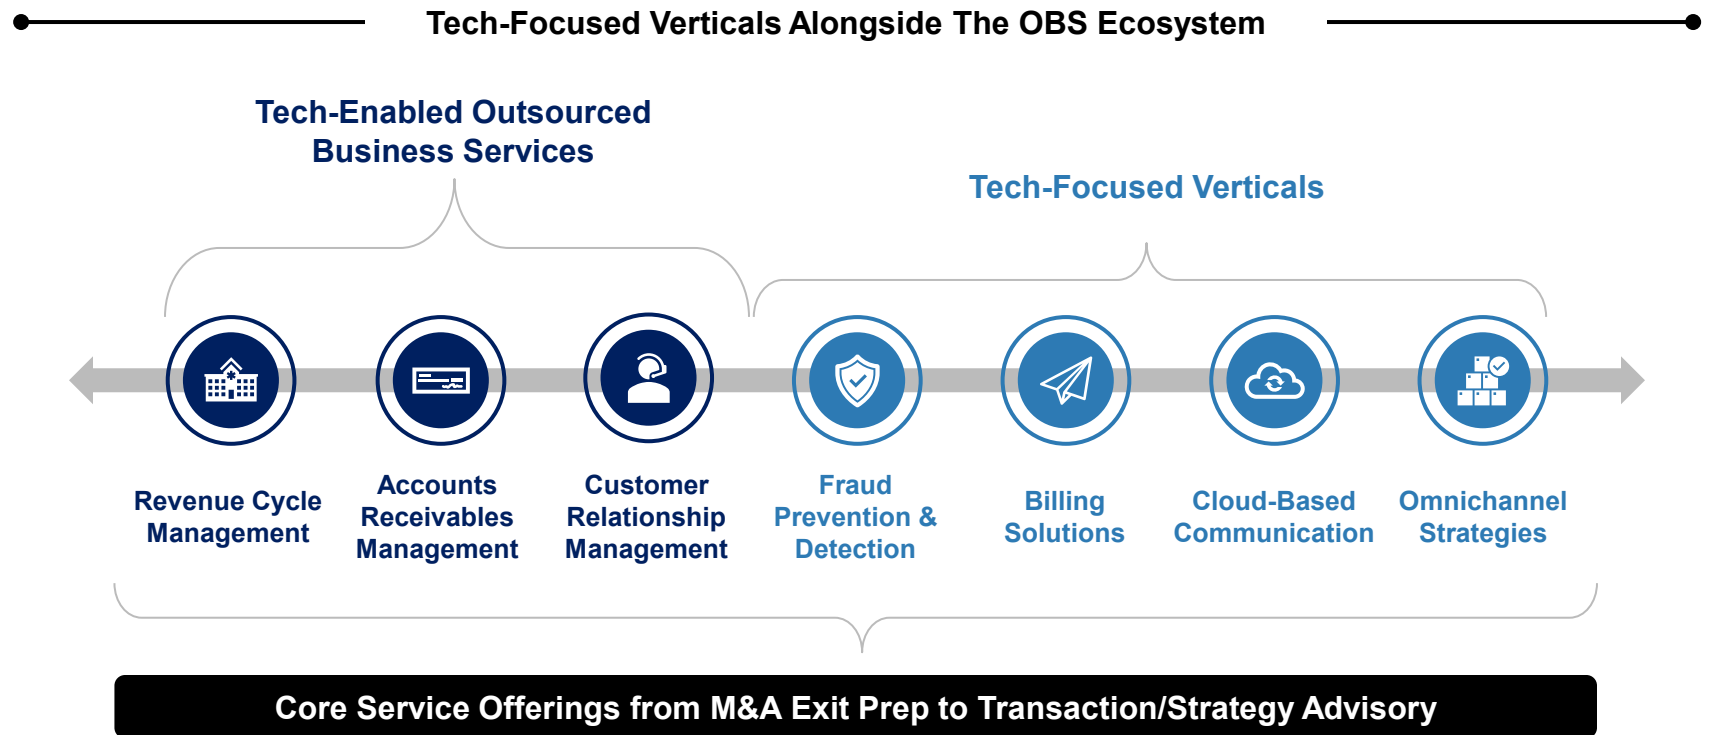 Tech-Focused Verticals Alongside The OBS Ecosystem
Tech-Enabled Outsourced
Business Services
Tech-Focused Verticals
Revenue Cycle
Management
Accounts
Receivables
Management
Customer
Relationship
Management
Fraud
Prevention &
Detection
Billing
Solutions
Cloud-Based
Communication
Omnichannel
Strategies
Core Service Offerings from M&A Exit Prep to Transaction/Strategy Advisory